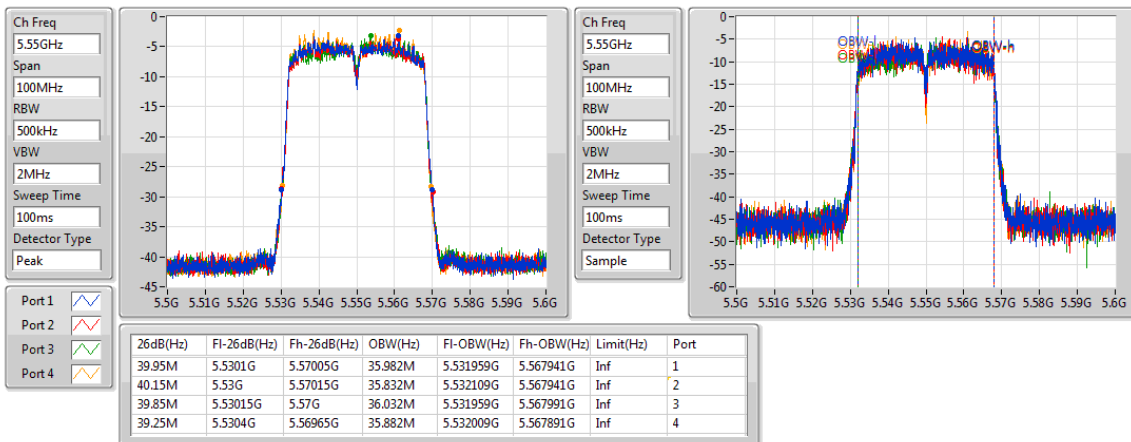 Ch Freq
5.55GHz
Span
100MHz
RBW
500kHz
VBW
2MHz
Sweep Time
100ms
Detector Type
Peak
0
-5
-10
-15
-20
-25
-30
-35
-40
-45
5.5G 5.51G 5.52G 5.53G 5.54G 5.55G 5.56G 5.57G 5.58G 5.59G 5.6G
Ch Freq
5.55GHz
Span
100MHz
RBW
500kHz
VBW
2MHz
Sweep Time
100ms
Detector Type
Sample
0
-5
-10
-15
-20
-25
-30
-35
-40
-45
-50
-55
-60
OBW-h
5.5G 5.51G 5.52G 5.53G 5.54G 5.55G 5.56G 5.57G 5.58G 5.59G 5.6G
Port 1
Port 2
Port 3
Port 4
26dB(Hz) Fl-26dB(Hz) Fh-26dB(Hz) OBW(Hz) Fl-OBW(Hz) Fh-OBW(Hz) Limit(Hz) Port
39.95M 5.5301G 5.57005G 35.982M 5.531959G 5.567941G Inf 1
40.15M 5.53G 5.57015G 35.832M 5.532109G 5.567941G Inf 2
39.85M 5.53015G 5.57G 36.032M 5.531959G 5.567991G Inf 3
39.25M 5.5304G 5.56965G 35.882M 5.532009G 5.567891G Inf 4